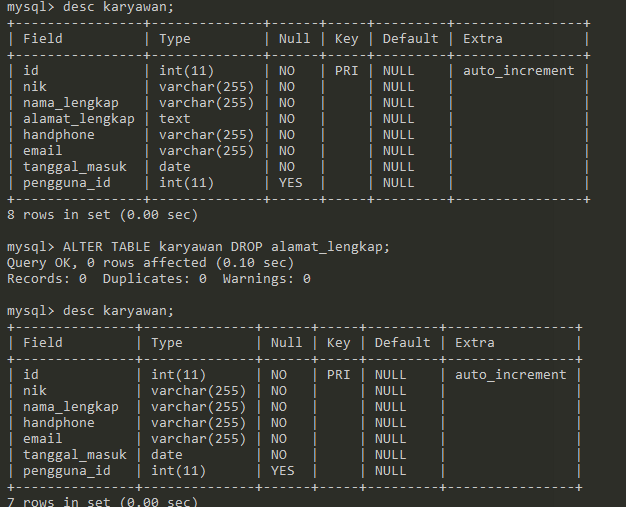 mysql> desc karyawan;
+----------------+--------------+------+-----+---------+----------------+
| Field          | Type         | Null | Key | Default | Extra          |
+----------------+--------------+------+-----+---------+----------------+
| id             | int(11)      | NO   | PRI | NULL    | auto_increment |
| nik            | varchar(255) | NO   |     | NULL    |                |
| nama_lengkap   | varchar(255) | NO   |     | NULL    |                |
| alamat_lengkap | text         | NO   |     | NULL    |                |
| handphone      | varchar(255) | NO   |     | NULL    |                |
| email          | varchar(255) | NO   |     | NULL    |                |
| tanggal_masuk  | date         | NO   |     | NULL    |                |
| pengguna_id    | int(11)      | YES  |     | NULL    |                |
+----------------+--------------+------+-----+---------+----------------+
8 rows in set (0.00 sec)
mysql> ALTER TABLE karyawan DROP alamat_lengkap;
Query OK, 0 rows affected (0.10 sec)
Records: 0  Duplicates: 0  Warnings: 0
mysql> desc karyawan;
+---------------+--------------+------+-----+---------+----------------+
| Field         | Type         | Null | Key | Default | Extra          |
+---------------+--------------+------+-----+---------+----------------+
| id            | int(11)      | NO   | PRI | NULL    | auto_increment |
| nik           | varchar(255) | NO   |     | NULL    |                |
| nama_lengkap  | varchar(255) | NO   |     | NULL    |                |
| handphone     | varchar(255) | NO   |     | NULL    |                |
| email         | varchar(255) | NO   |     | NULL    |                |
| tanggal_masuk | date         | NO   |     | NULL    |                |
| pengguna_id   | int(11)      | YES  |     | NULL    |                |
+---------------+--------------+------+-----+---------+----------------+
7 rows in set (0.00 sec)